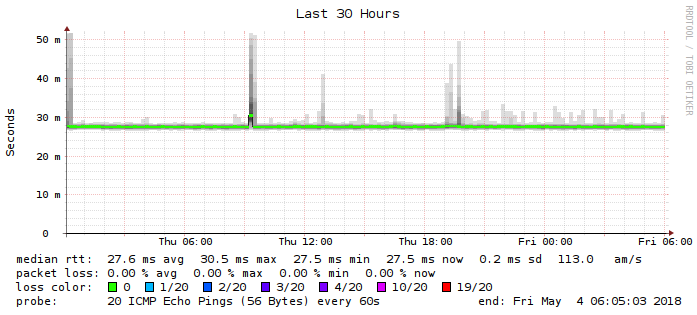 Last 30 Hours
RRDTOOL / TOBI OETIKER
Seconds
50 m
40 m
30 m
20 m
10 m
0
Thu 06:00 Thu 12:00 Thu 18:00 Fri 00:00 Fri 06:00
median rtt: 27.6 ms avg 30.5 ms max 27.5 ms min 27.5 ms now 0.2 ms sd 113.0 am/s
packet loss: 0.00 % avg 0.00 % max 0.00 % min 0.00 % now
loss color: 0 1/20 2/20 3/20 4/20 10/20 19/20
probe: 20 ICMP Echo Pings (56 Bytes) every 60s end: Fri May 4 06:05:03 2018